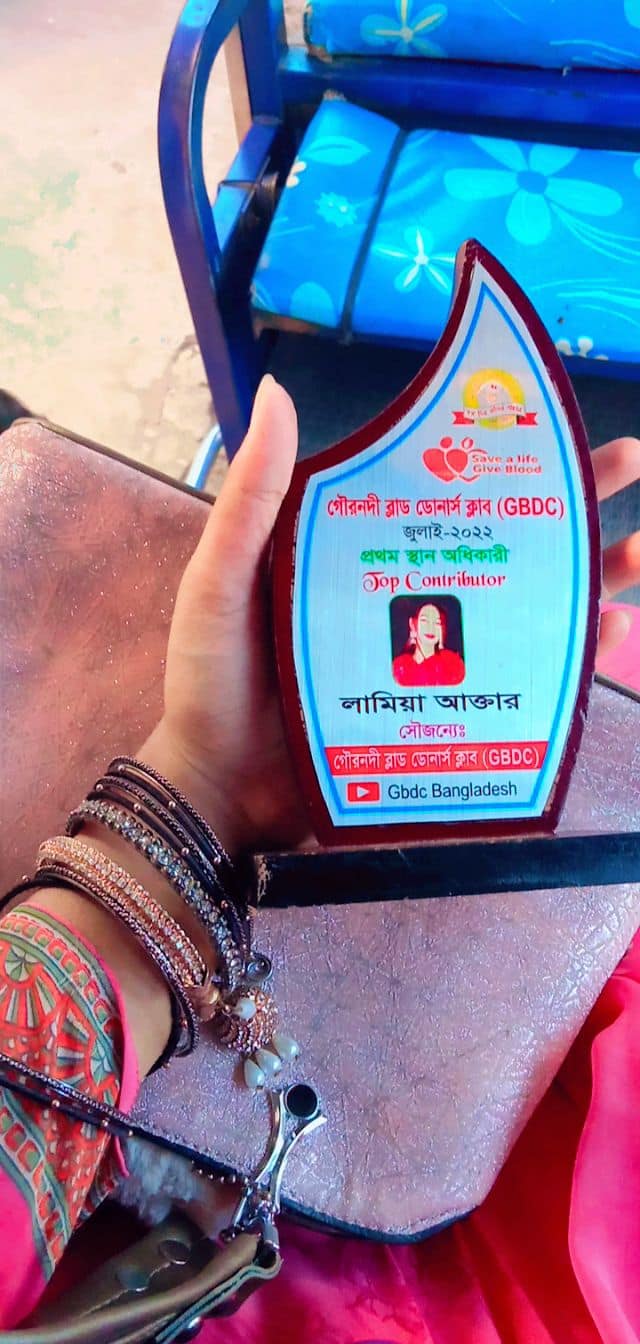 Save a life
Give Blood
গৌরনদী ব্লাড ডোনার্স ক্লাব (GBDC)
জুলাই-২০২২
প্রথম স্থান অধিকারী
Top Contributor
লামিয়া আক্তার
সৌজন্যেঃ
গৌরনদী ব্লাড ডোনার্স ক্লাব (GBDC)
Gbdc Bangladesh